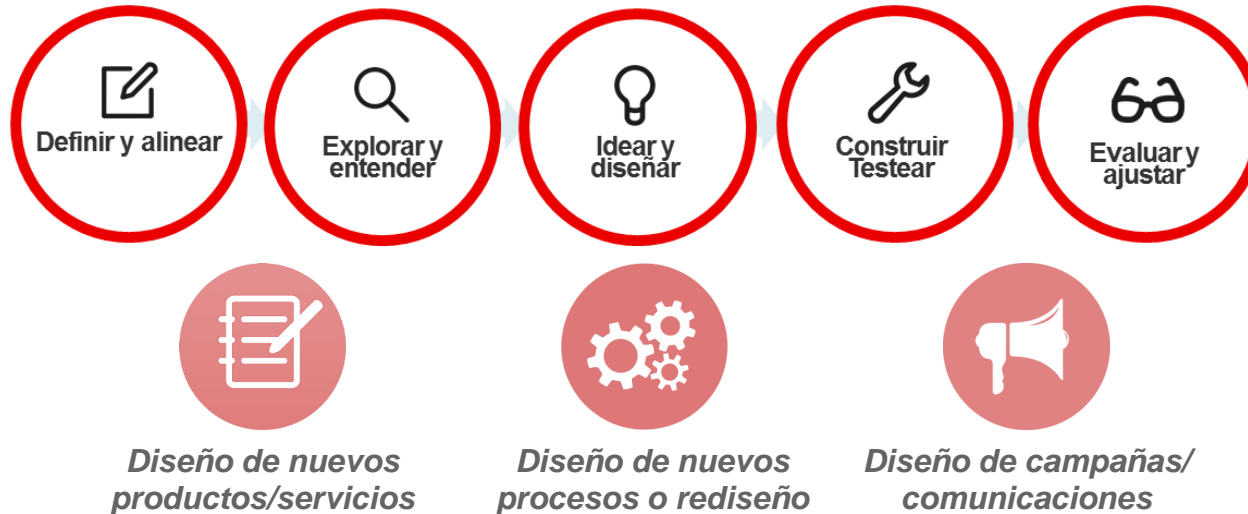 Definir y alinear
Explorar y
entender
Idear y
diseñar
Construir
Testear
Evaluar y
ajustar
Diseño de nuevos
productos/servicios
Diseño de nuevos
procesos o rediseño
Diseño de campañas/
comunicaciones